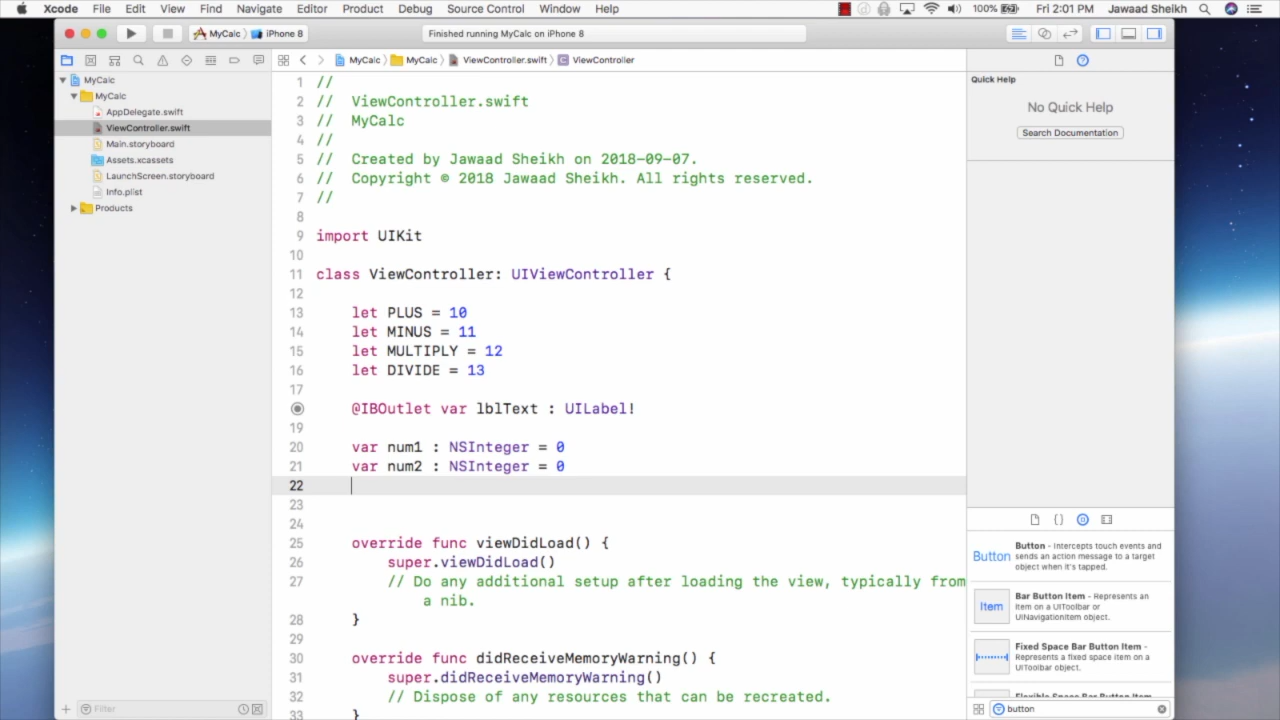 Xcode File Edit View Find Navigate Editor Product Debug Source Control Window Help 100% Fri 2:01 PM Jawaad Sheikh
MyCalc iPhone 8 Finished running MyCalc on iPhone 8
MyCalc MyCalc ViewController.swift ViewController
MyCalc
MyCalc
AppDelegate.swift
ViewController.swift
Main.storyboard
Assets.xcassets
LaunchScreen.storyboard
Info.plist
Products
Filter
1 //
2 // ViewController.swift
3 // MyCalc
4 //
5 // Created by Jawaad Sheikh on 2018-09-07.
6 // Copyright © 2018 Jawaad Sheikh. All rights reserved.
7 //
8
9 import UIKit
10
11 class ViewController: UIViewController {
12
13 let PLUS = 10
14 let MINUS = 11
15 let MULTIPLY = 12
16 let DIVIDE = 13
17
18 @IBOutlet var lblText : UILabel!
19
20 var num1 : NSInteger = 0
21 var num2 : NSInteger = 0
22
23
24
25 override func viewDidLoad() {
26 super.viewDidLoad()
27 // Do any additional setup after loading the view, typically from
a nib.
28 }
29
30 override func didReceiveMemoryWarning() {
31 super.didReceiveMemoryWarning()
32 // Dispose of any resources that can be recreated.
33 }
Quick Help
No Quick Help
Search Documentation
Button
Button - Intercepts touch events and
sends an action message to a target
object when it's tapped.
Item
Bar Button Item - Represents an
item on a UIToolbar or
UINavigationItem object.
Fixed Space Bar Button Item -
Represents a fixed space item on a
UIToolbar object.
Flexible Space Bar Button Item
button